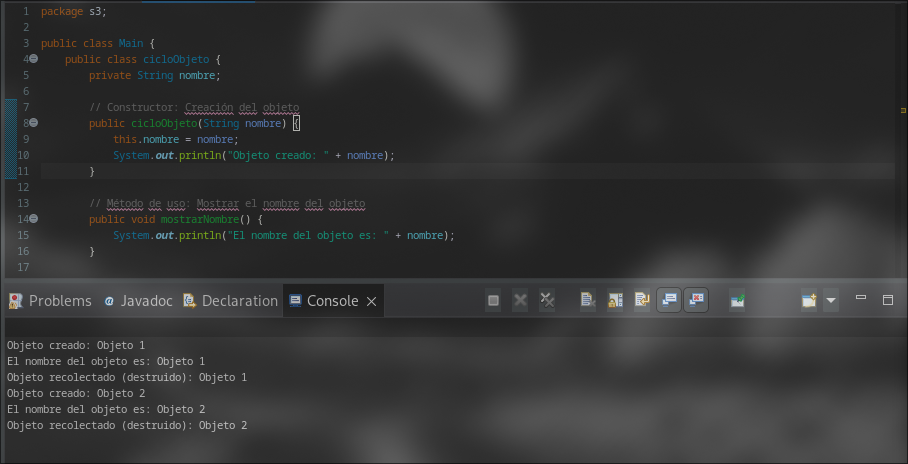 1 package s3;
2
3 public class Main {
4 public class cicloObjeto {
5 private String nombre;
6
7 // Constructor: Creación del objeto
8 public cicloObjeto(String nombre) {
9 this.nombre = nombre;
10 System.out.println("Objeto creado: " + nombre);
11 }
12
13 // Método de uso: Mostrar el nombre del objeto
14 public void mostrarNombre() {
15 System.out.println("El nombre del objeto es: " + nombre);
16 }
17
Problems @ Javadoc Declaration Console
Objeto creado: Objeto 1
El nombre del objeto es: Objeto 1
Objeto recolectado (destruido): Objeto 1
Objeto creado: Objeto 2
El nombre del objeto es: Objeto 2
Objeto recolectado (destruido): Objeto 2